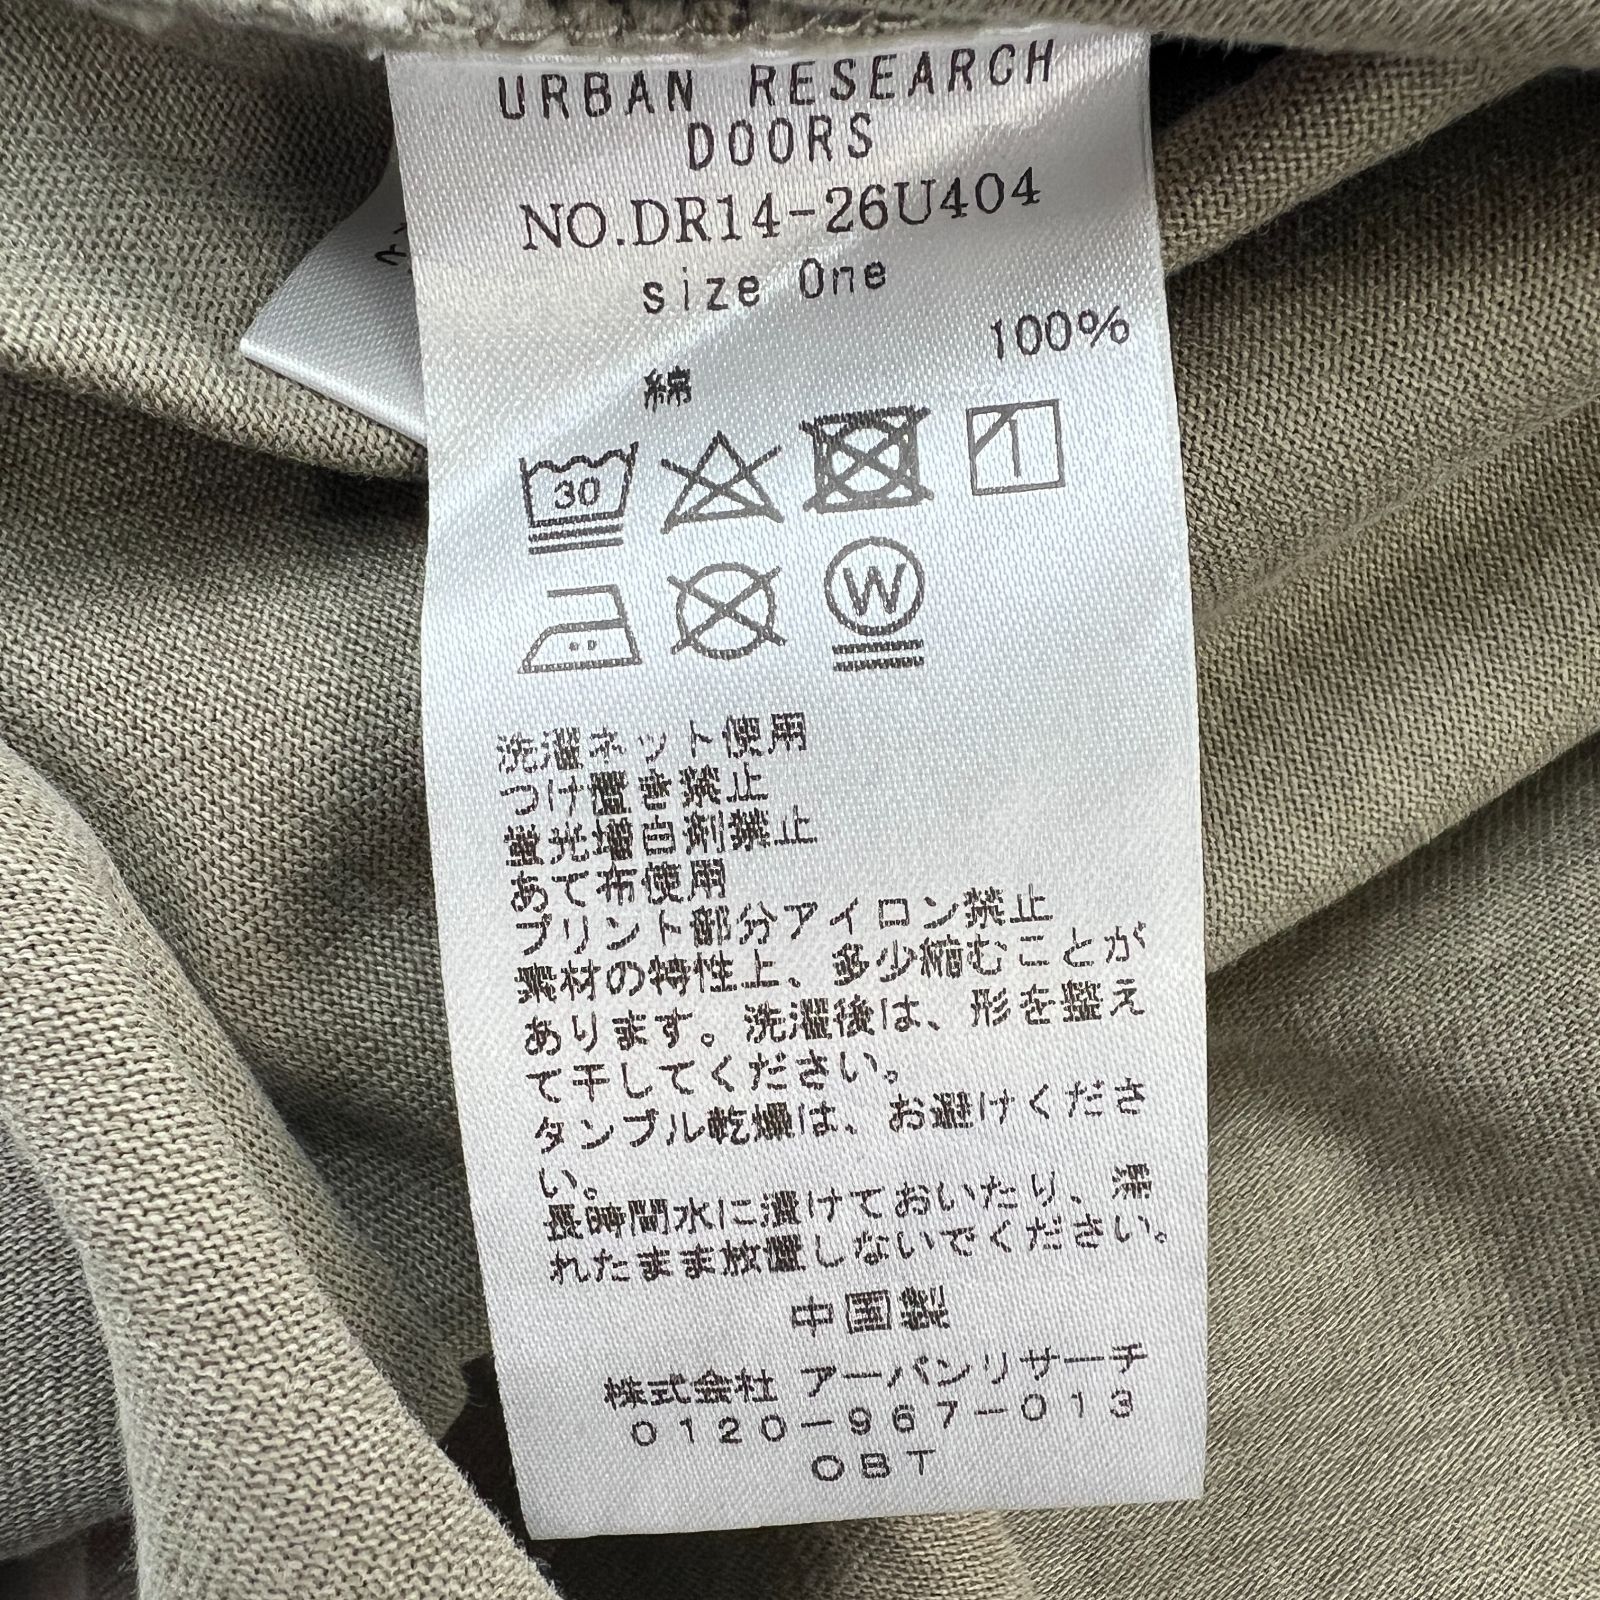 URBAN RESEARCH
DOORS
NO.DR14-26U404
size One
綿 100%
30
1
W
洗濯ネット使用
つけ置き禁止
蛍光増白剤禁止
あて布使用
プリント部分アイロン禁止
素材の特性上、多少縮むことが
あります。洗濯後は、形を整え
て干してください。
タンブル乾燥は、お避けくださ
い。
長時間水に漬けておいたり、濡
れたまま放置しないでください。
中国製
株式会社 アーバンリサーチ
0120-967-013
OBT